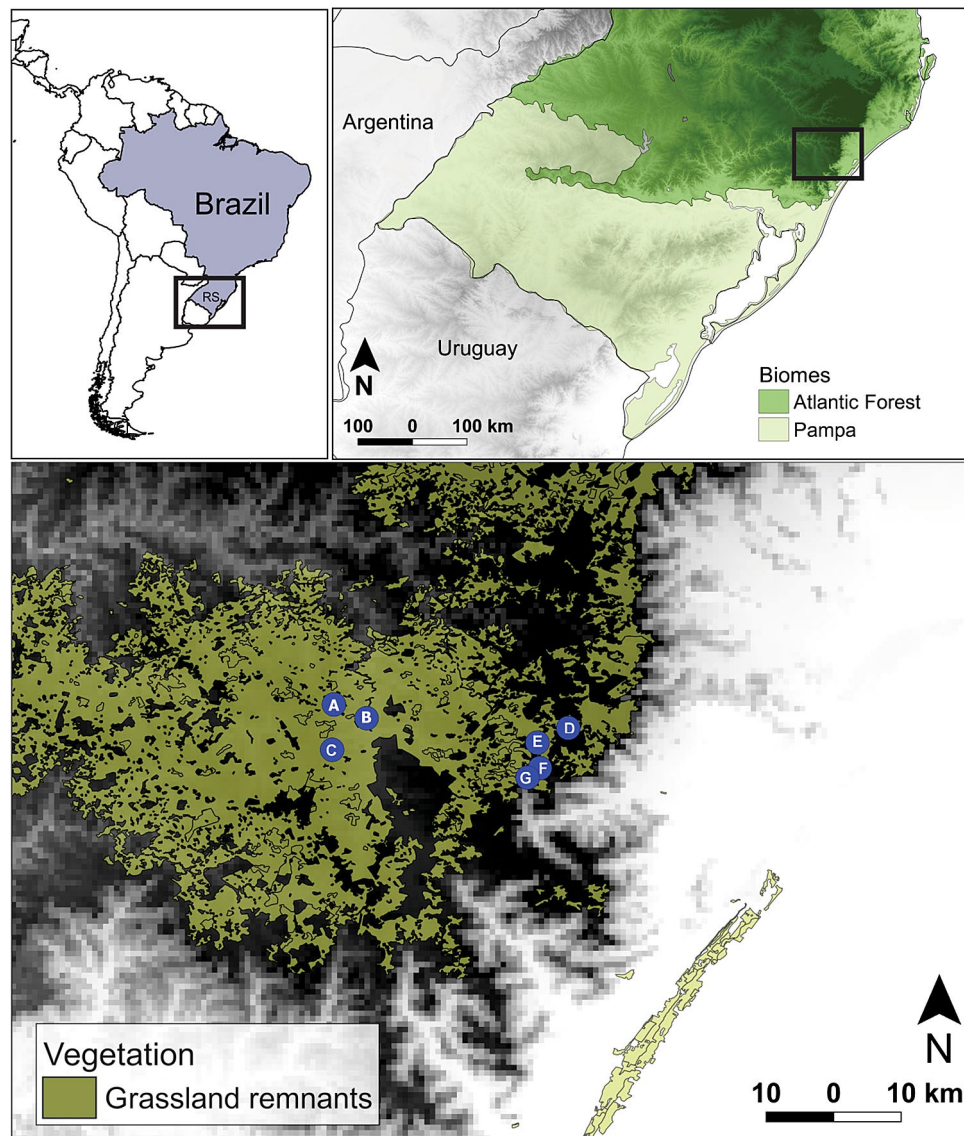 Brazil
RS
Argentina
Uruguay
N
100 0 100 km
Biomes
Atlantic Forest
Pampa
A
B
C
D
E
F
G
Vegetation
Grassland remnants
N
10 0 10 km